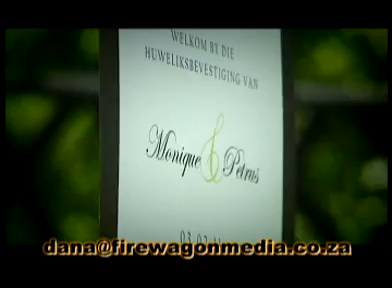 WELKOM BY DIE
HUWELIKSBEVESTIGING VAN
Monique & Petrus
dana@firewagonmedia.co.za